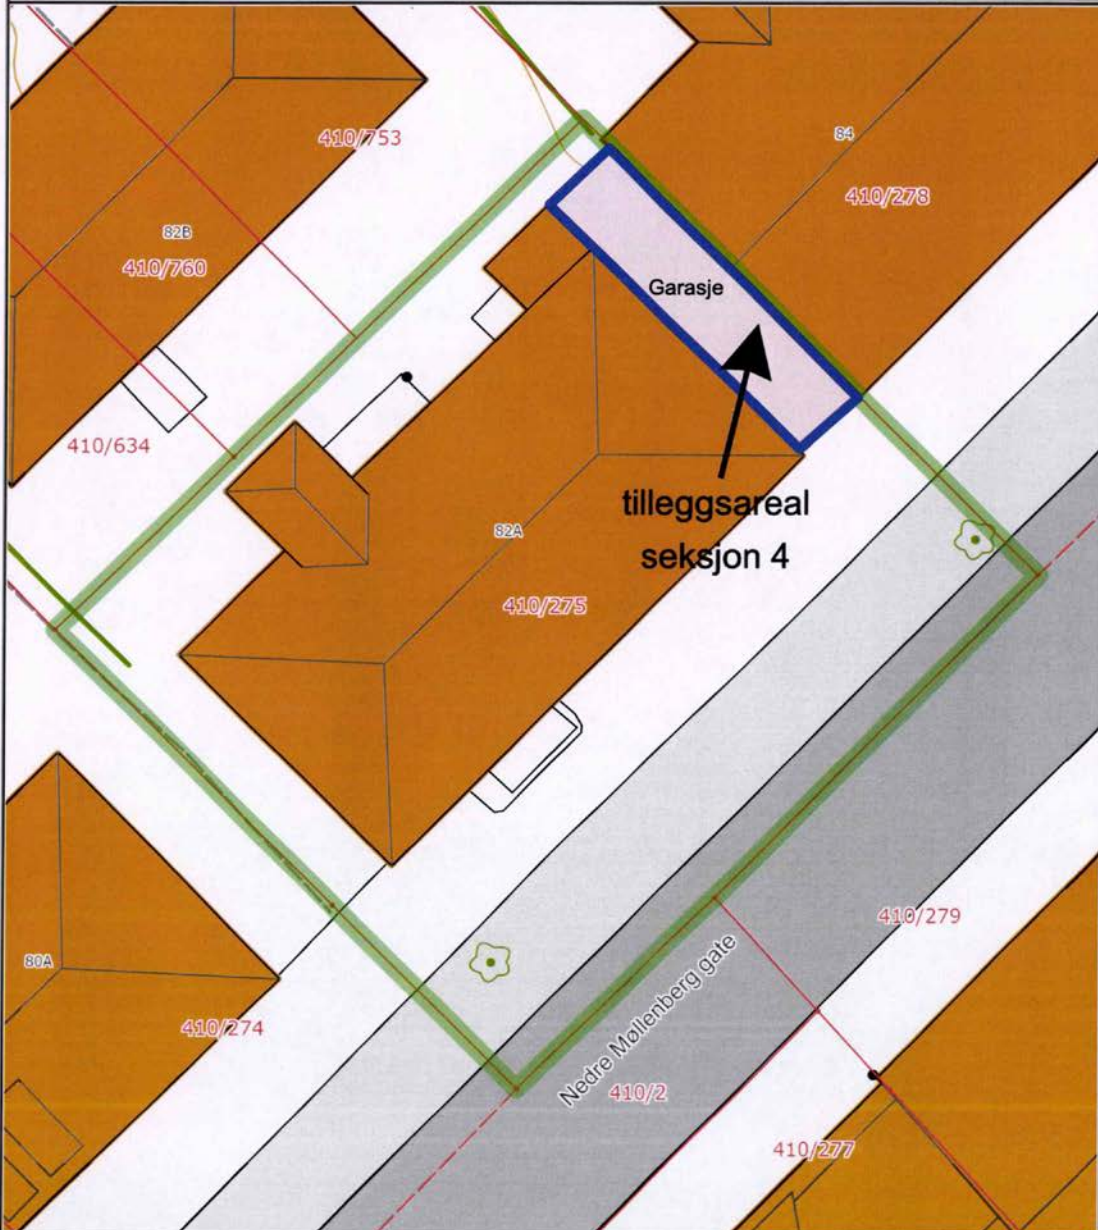 84
410/753
410/278
82B
410/760
Garasje
410/634
tilleggsareal
seksjon 4
82A
410/275
410/279
80A
Nedre Møllenberg gate
410/274
410/2
410/277